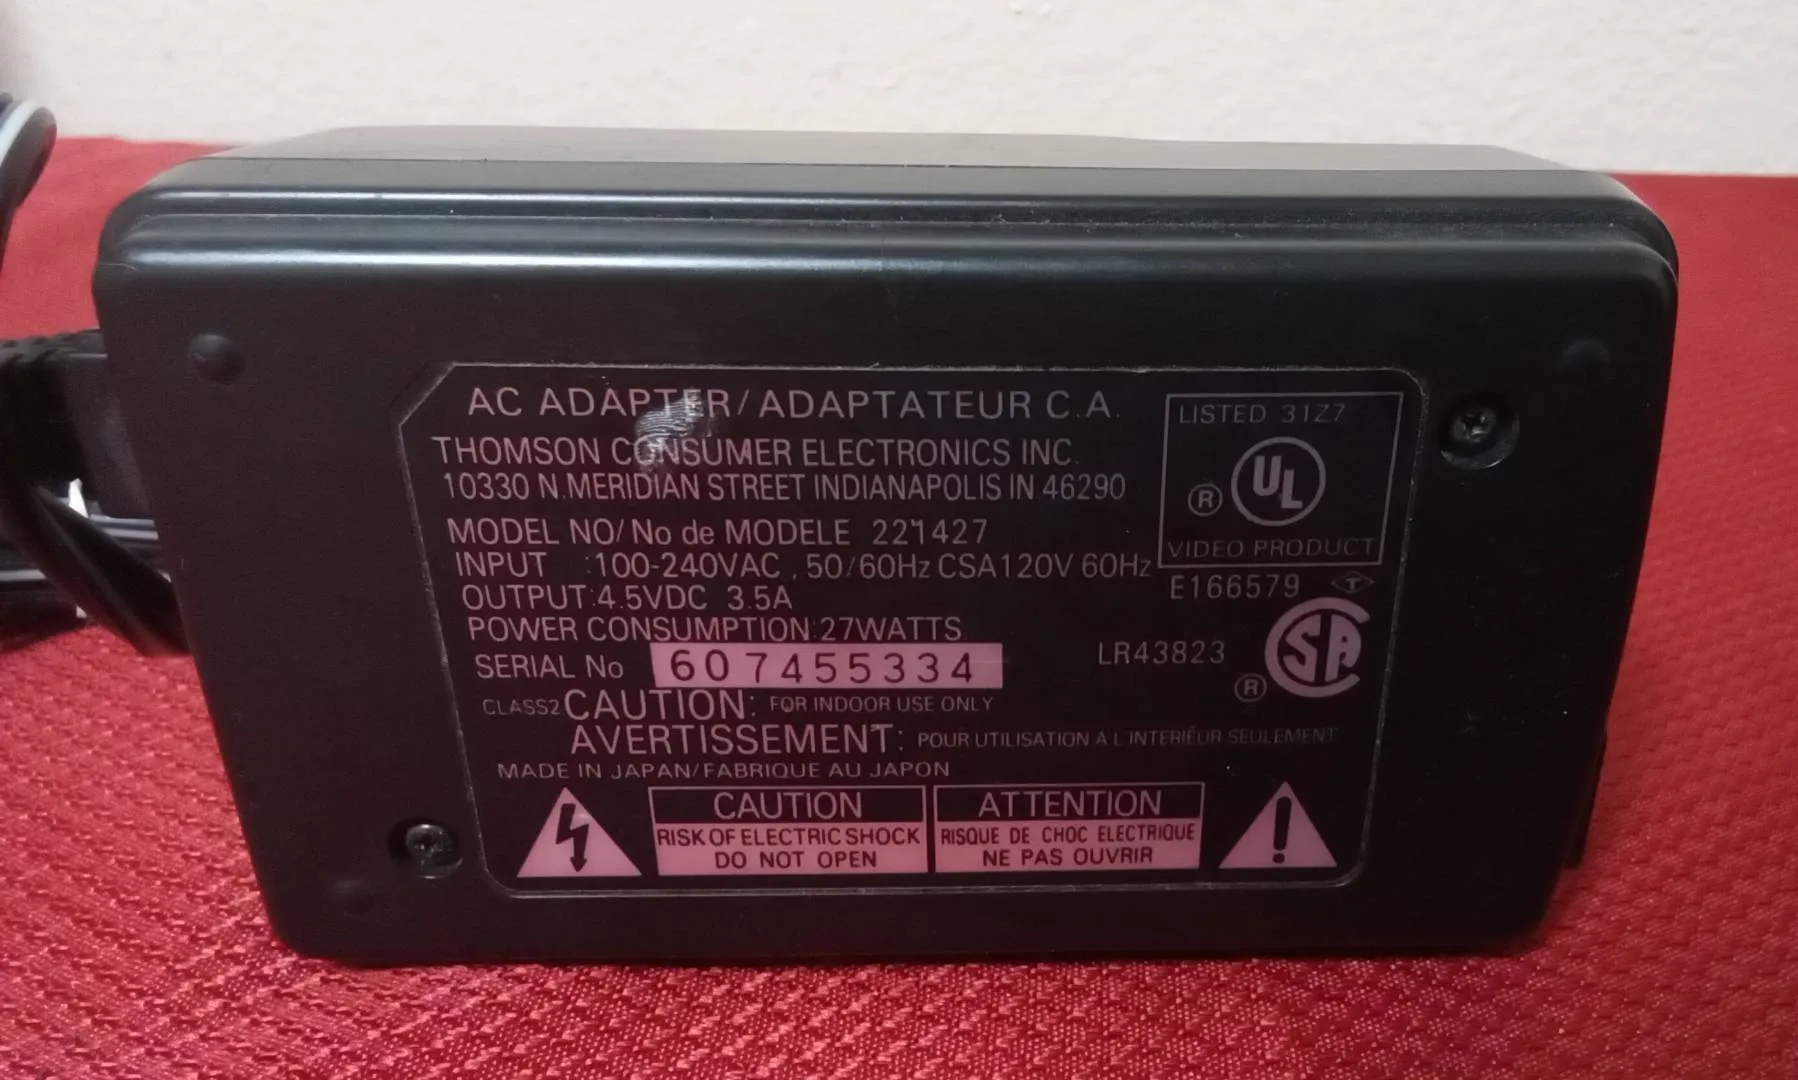 AC ADAPTER/ADAPTATEUR C.A.
THOMSON CONSUMER ELECTRONICS INC.
10330 N.MERIDIAN STREET INDIANAPOLIS IN 46290
MODEL NO/No de MODELE 221427
INPUT :100-240VAC , 50/60Hz CSA120V 60Hz
OUTPUT:4.5VDC 3.5A
POWER CONSUMPTION:27WATTS
SERIAL No 607455334
CLASS2 CAUTION: FOR INDOOR USE ONLY
AVERTISSEMENT: POUR UTILISATION A L INTERIEUR SEULEMENT
MADE IN JAPAN/FABRIQUE AU JAPON
CAUTION
RISK OF ELECTRIC SHOCK
DO NOT OPEN
ATTENTION
RISQUE DE CHOC ELECTRIQUE
NE PAS OUVRIR
LISTED 31Z7
® UL
VIDEO PRODUCT
E166579 T
LR43823
® SA